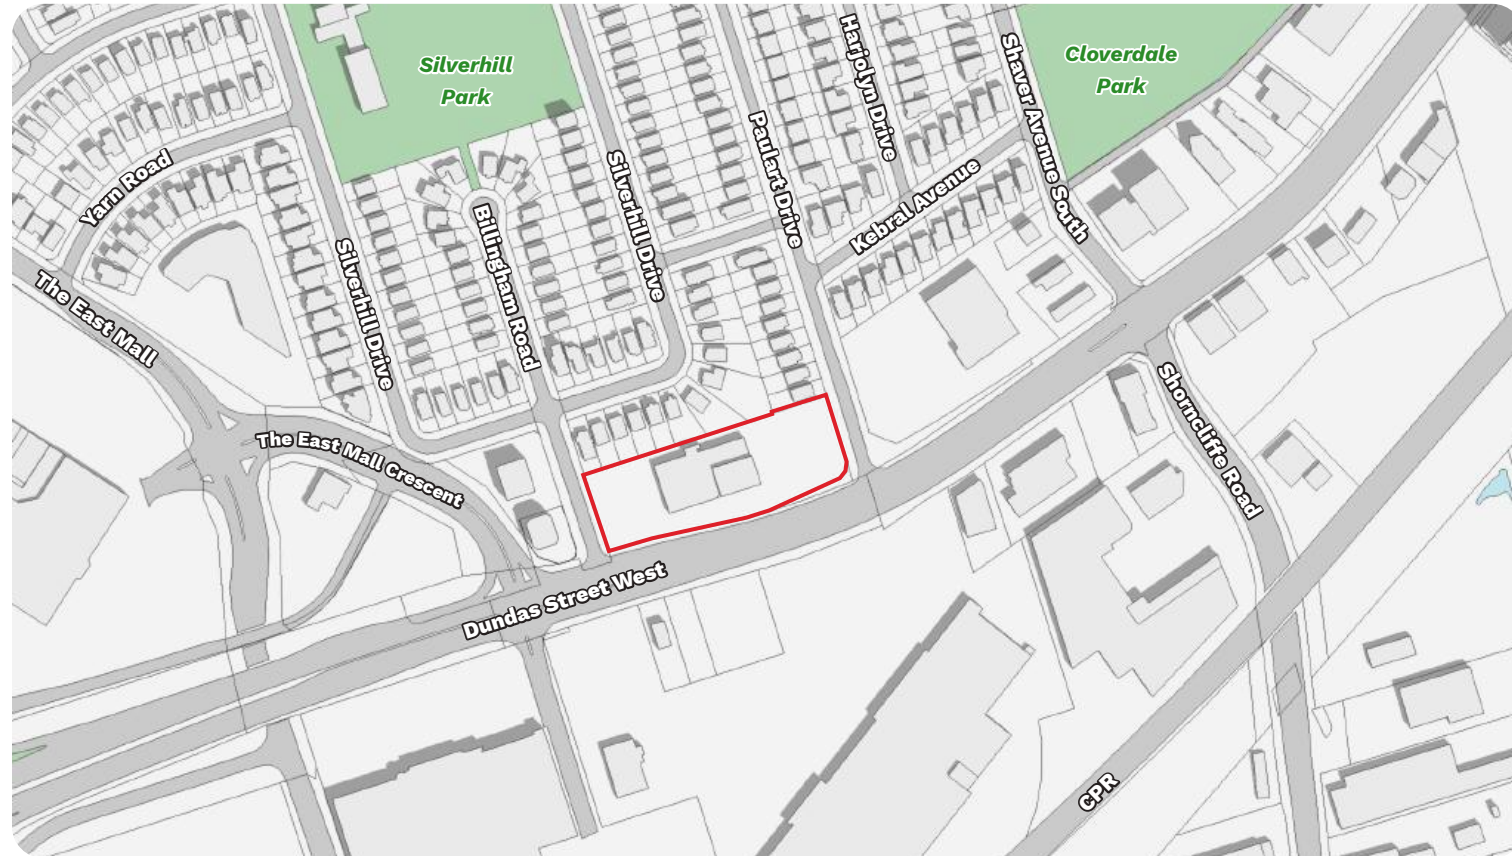 Silverhill
Park
Cloverdale
Park
Harjolyn Drive
Shaver Avenue South
Paulart Drive
Yarn Road
Silverhill Drive
Kebral Avenue
Billingham Road
Silverhill Drive
The East Mall
The East Mall Crescent
Shorncliffe Road
Dundas Street West
CPR